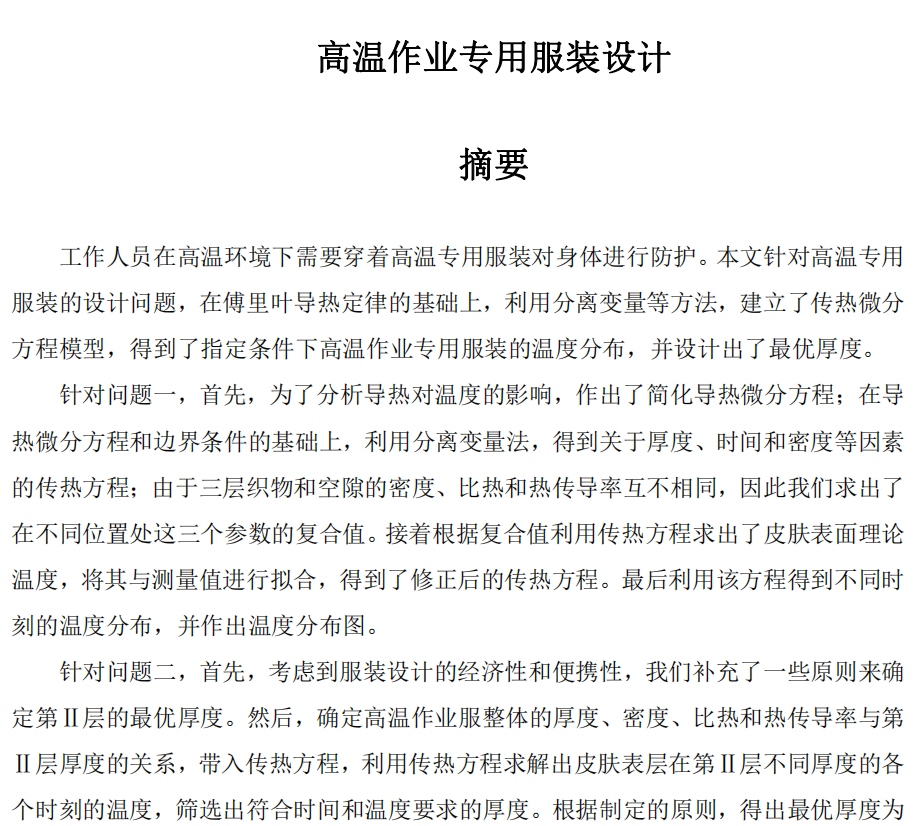 高温作业专用服装设计
摘要
工作人员在高温环境下需要穿着高温专用服装对身体进行防护。本文针对高温专用
服装的设计问题，在傅里叶导热定律的基础上，利用分离变量等方法，建立了传热微分
方程模型，得到了指定条件下高温作业专用服装的温度分布，并设计出了最优厚度。
针对问题一，首先，为了分析导热对温度的影响，作出了简化导热微分方程；在导
热微分方程和边界条件的基础上，利用分离变量法，得到关于厚度、时间和密度等因素
的传热方程；由于三层织物和空隙的密度、比热和热传导率互不相同，因此我们求出了
在不同位置处这三个参数的复合值。接着根据复合值利用传热方程求出了皮肤表面理论
温度，将其与测量值进行拟合，得到了修正后的传热方程。最后利用该方程得到不同时
刻的温度分布，并作出温度分布图。
针对问题二，首先，考虑到服装设计的经济性和便携性，我们补充了一些原则来确
定第Ⅱ层的最优厚度。然后，确定高温作业服整体的厚度、密度、比热和热传导率与第
Ⅱ层厚度的关系，带入传热方程，利用传热方程求解出皮肤表层在第Ⅱ层不同厚度的各
个时刻的温度，筛选出符合时间和温度要求的厚度。根据制定的原则，得出最优厚度为